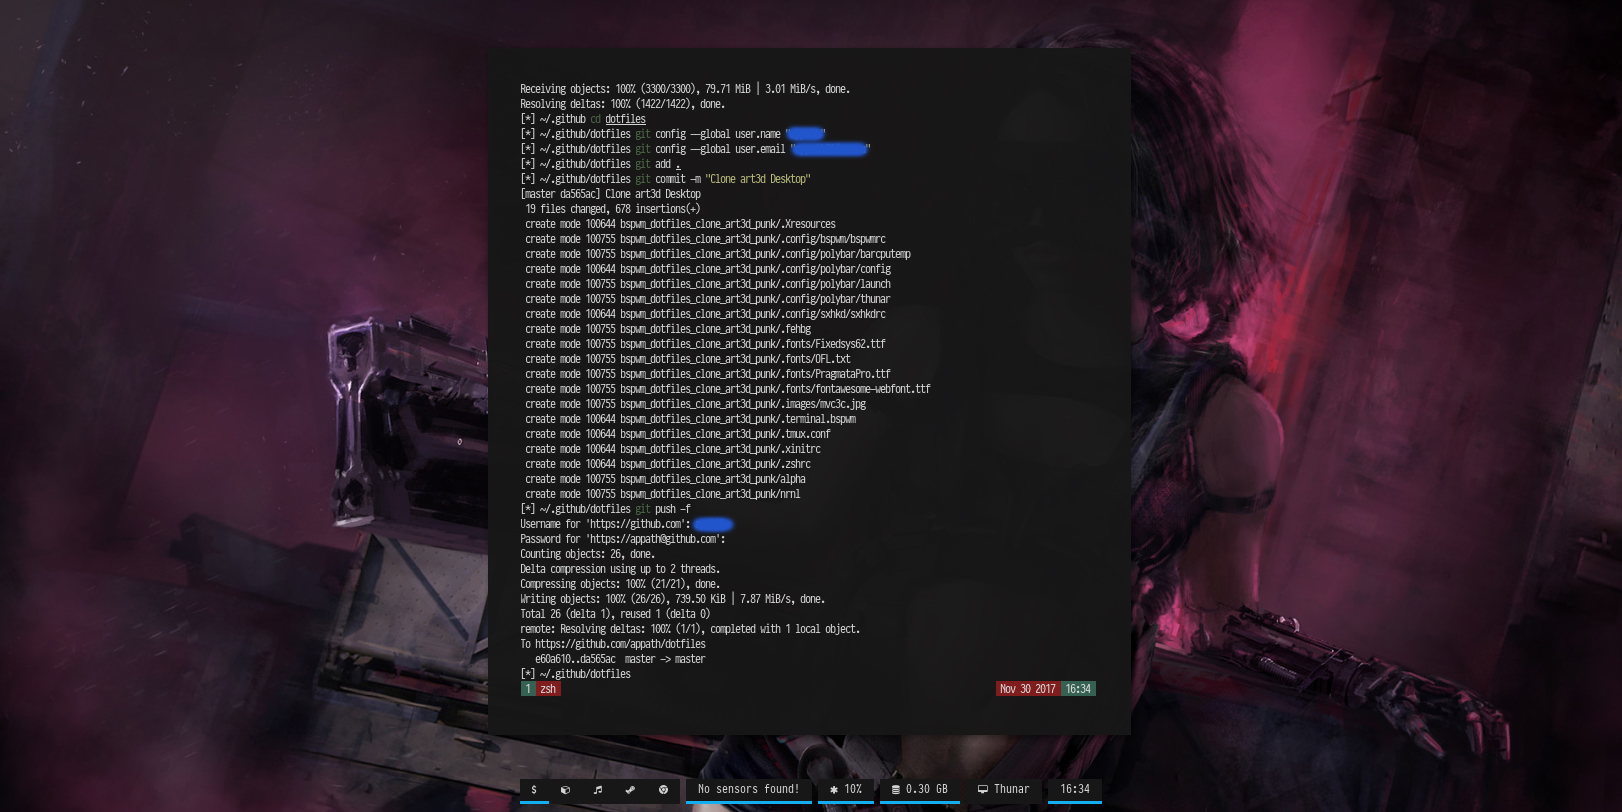 Receiving objects: 100% (3300/3300), 79.71 MiB | 3.01 MiB/s, done.
Resolving deltas: 100% (1422/1422), done.
[*] ~/.github cd dotfiles
[*] ~/.github/dotfiles git config --global user.name "
[*] ~/.github/dotfiles git config --global user.email "
[*] ~/.github/dotfiles git add .
[*] ~/.github/dotfiles git commit -m "Clone art3d Desktop"
[master da565ac] Clone art3d Desktop
19 files changed, 678 insertions(+)
create mode 100644 bspwm_dotfiles_clone_art3d_punk/.Xresources
create mode 100755 bspwm_dotfiles_clone_art3d_punk/.config/bspwm/bspwmrc
create mode 100755 bspwm_dotfiles_clone_art3d_punk/.config/polybar/barcputemp
create mode 100644 bspwm_dotfiles_clone_art3d_punk/.config/polybar/config
create mode 100755 bspwm_dotfiles_clone_art3d_punk/.config/polybar/launch
create mode 100755 bspwm_dotfiles_clone_art3d_punk/.config/polybar/thunar
create mode 100644 bspwm_dotfiles_clone_art3d_punk/.config/sxhkd/sxhkdrc
create mode 100755 bspwm_dotfiles_clone_art3d_punk/.fehbg
create mode 100755 bspwm_dotfiles_clone_art3d_punk/.fonts/Fixedsys62.ttf
create mode 100755 bspwm_dotfiles_clone_art3d_punk/.fonts/OFL.txt
create mode 100755 bspwm_dotfiles_clone_art3d_punk/.fonts/PragmataPro.ttf
create mode 100755 bspwm_dotfiles_clone_art3d_punk/.fonts/fontawesome-webfont.ttf
create mode 100755 bspwm_dotfiles_clone_art3d_punk/.images/mvc3c.jpg
create mode 100644 bspwm_dotfiles_clone_art3d_punk/.terminal.bspwm
create mode 100644 bspwm_dotfiles_clone_art3d_punk/.tmux.conf
create mode 100644 bspwm_dotfiles_clone_art3d_punk/.xinitrc
create mode 100644 bspwm_dotfiles_clone_art3d_punk/.zshrc
create mode 100755 bspwm_dotfiles_clone_art3d_punk/alpha
create mode 100755 bspwm_dotfiles_clone_art3d_punk/nrnl
[*] ~/.github/dotfiles git push -f
Username for 'https://github.com':
Password for 'https://appath@github.com':
Counting objects: 26, done.
Delta compression using up to 2 threads.
Compressing objects: 100% (21/21), done.
Writing objects: 100% (26/26), 739.50 KiB | 7.87 MiB/s, done.
Total 26 (delta 1), reused 1 (delta 0)
remote: Resolving deltas: 100% (1/1), completed with 1 local object.
To https://github.com/appath/dotfiles
e60a610..da565ac master -> master
[*] ~/.github/dotfiles
1 zsh Nov 30 2017 16:34
$ No sensors found! 10% 0.30 GB Thunar 16:34